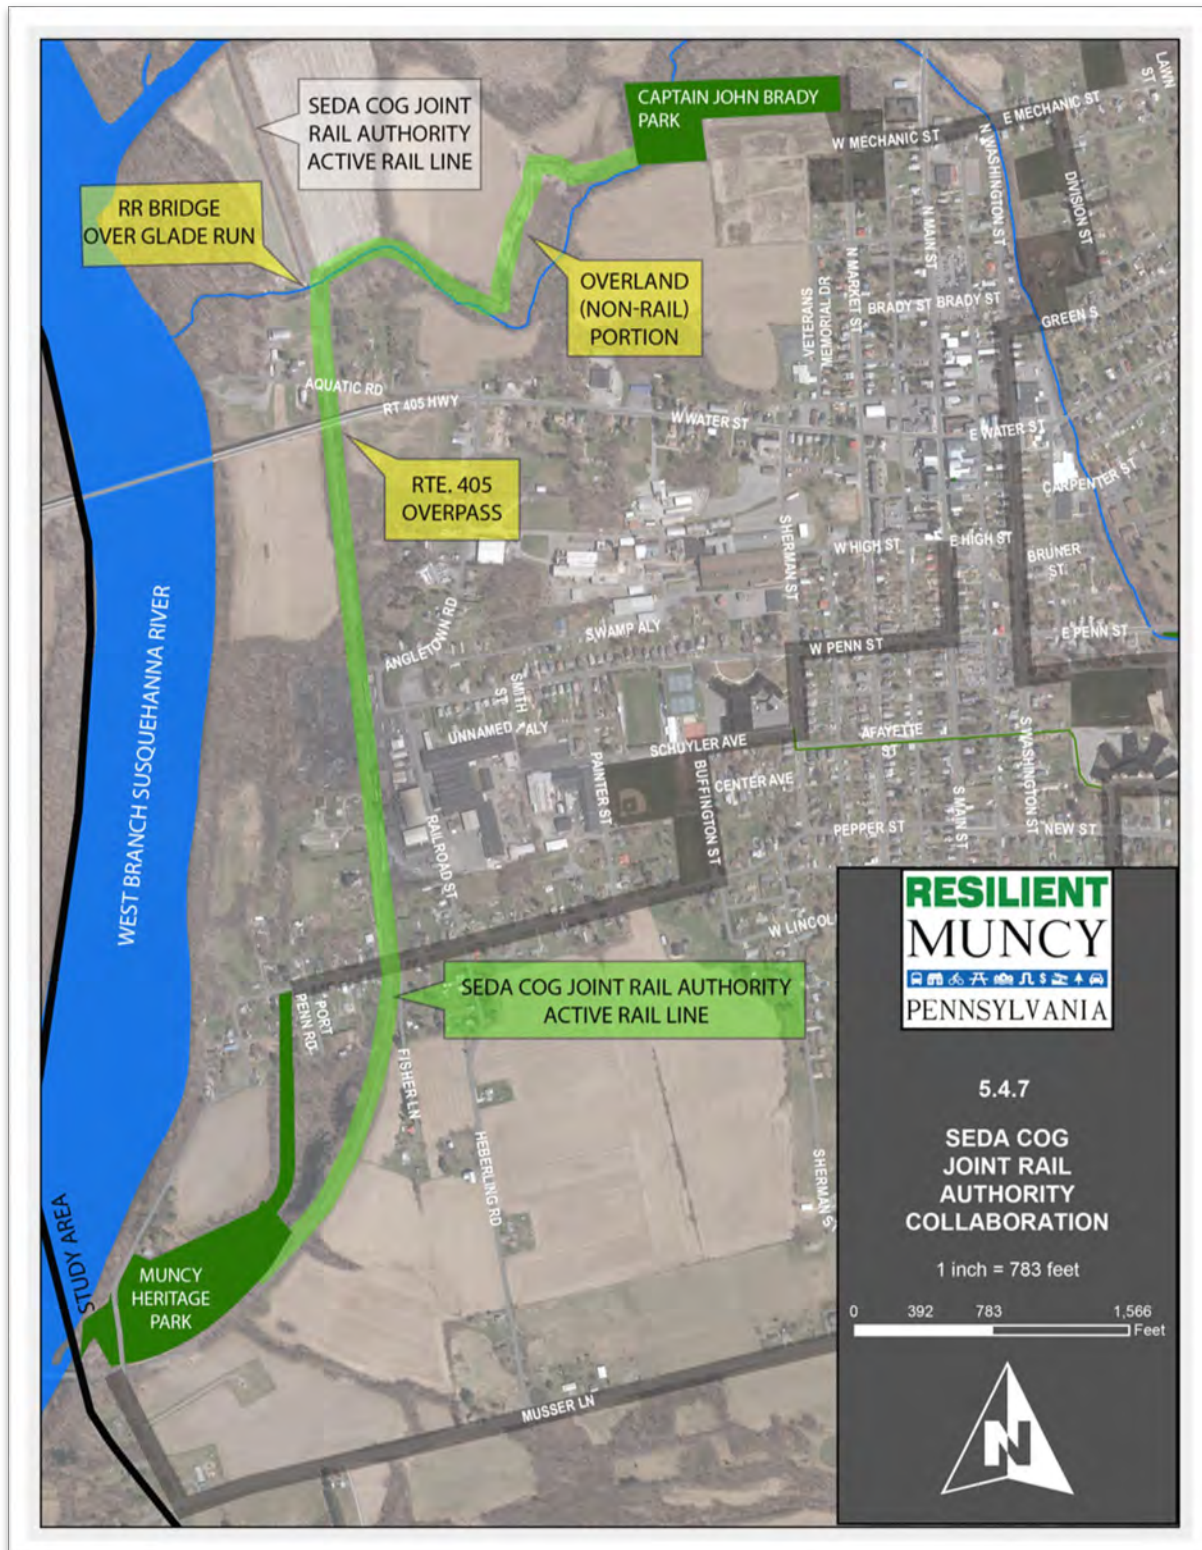 SEDA COG JOINT
RAIL AUTHORITY
ACTIVE RAIL LINE
CAPTAIN JOHN BRADY
PARK
LAWN
ST
E MECHANIC ST
W MECHANIC ST
N WASHINGTON ST
DIVISION ST
RR BRIDGE
OVER GLADE RUN
OVERLAND
(NON-RAIL)
PORTION
VETERANS
MEMORIAL DR
N MARKET ST
N MAIN ST
BRADY ST
BRADY ST
GREEN S
AQUATIC RD
RT 405 HWY
W WATER ST
E WATER ST
CARPENTER ST
RTE. 405
OVERPASS
SHERMAN ST
W HIGH ST
E HIGH ST
BRUNER
ST
WEST BRANCH SUSQUEHANNA RIVER
ANGLETOWN RD
SWAMP ALY
W PENN ST
E PENN ST
SMITH
ST
UNNAMED ALY
SCHUYLER AVE
AFAYETTE
ST
S WASHINGTON ST
PAINTER ST
BUFFINGTON ST
CENTER AVE
S MAIN ST
RAILROAD ST
PEPPER ST
NEW ST
W LINCOL
SEDA COG JOINT RAIL AUTHORITY
ACTIVE RAIL LINE
PORT
PENN RD
FISHER LN
HEBERLING RD
SHERMAN S
STUDY AREA
MUNCY
HERITAGE
PARK
MUSSER LN
RESILIENT
MUNCY
PENNSYLVANIA
5.4.7
SEDA COG
JOINT RAIL
AUTHORITY
COLLABORATION
1 inch = 783 feet
0 392 783 1,566
Feet
N